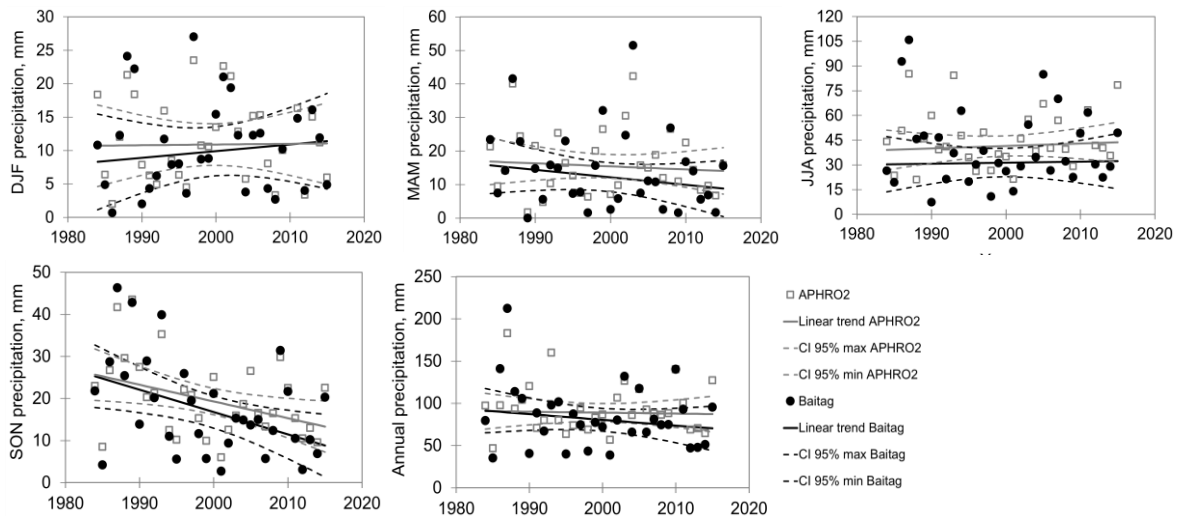 DJF precipitation, mm
30
25
20
15
10
5
0
1980 1990 2000 2010 2020
MAM precipitation, mm
60
50
40
30
20
10
0
1980 1990 2000 2010 2020
JJA precipitation, mm
120
105
90
75
60
45
30
15
0
1980 1990 2000 2010 2020
SON precipitation, mm
50
40
30
20
10
0
1980 1990 2000 2010 2020
Annual precipitation, mm
250
200
150
100
50
0
1980 1990 2000 2010 2020
APHRO2
Linear trend APHRO2
CI 95% max APHRO2
CI 95% min APHRO2
Baitag
Linear trend Baitag
CI 95% max Baitag
CI 95% min Baitag